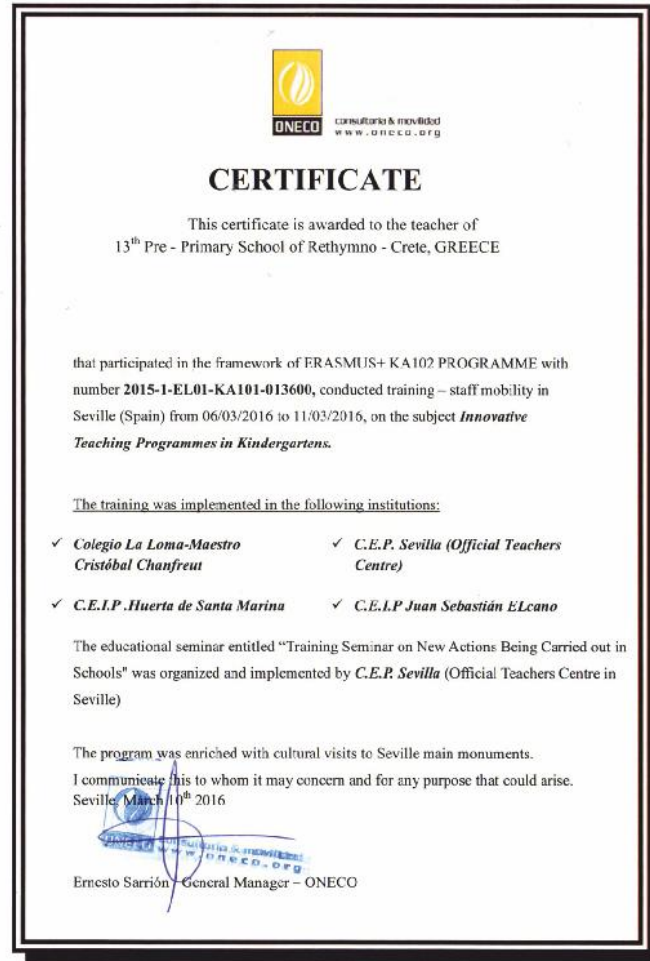 ONECO
consultoría & movilidad
www.oneco.org
CERTIFICATE
This certificate is awarded to the teacher of
13th Pre - Primary School of Rethymno - Crete, GREECE
that participated in the framework of ERASMUS+ KA102 PROGRAMME with
number 2015-1-EL01-KA101-013600, conducted training – staff mobility in
Seville (Spain) from 06/03/2016 to 11/03/2016, on the subject Innovative
Teaching Programmes in Kindergartens.
The training was implemented in the following institutions:
✓ Colegio La Loma-Maestro
Cristóbal Chanfreut
✓ C.E.P. Sevilla (Official Teachers
Centre)
✓ C.E.I.P .Huerta de Santa Marina
✓ C.E.I.P Juan Sebastián ELcano
The educational seminar entitled “Training Seminar on New Actions Being Carried out in
Schools" was organized and implemented by C.E.P. Sevilla (Official Teachers Centre in
Seville)
The program was enriched with cultural visits to Seville main monuments.
I communicate this to whom it may concern and for any purpose that could arise.
Seville, March 10th 2016
ONECO
consultoría & movilidad
www.oneco.org
Ernesto Sarrión / General Manager – ONECO